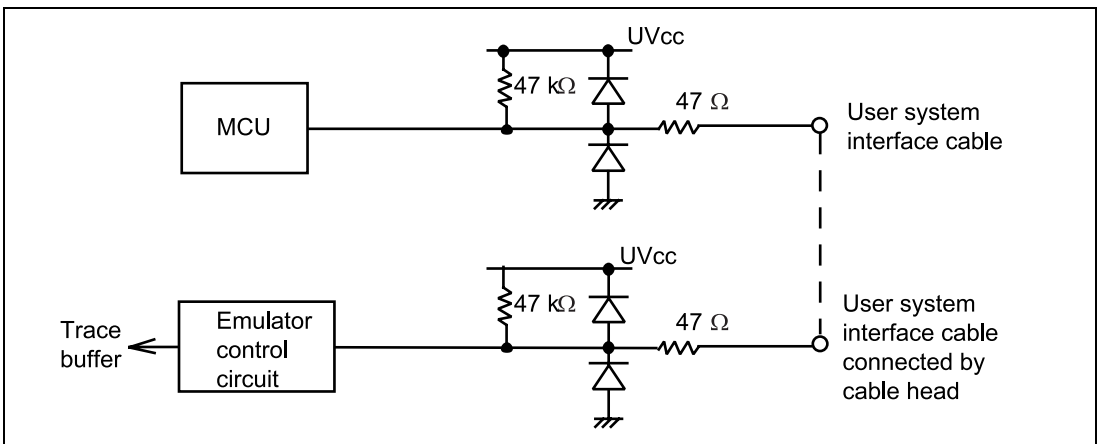 UVcc
47 kΩ
47 Ω
MCU
User system
interface cable
UVcc
47 kΩ
47 Ω
Trace
buffer
Emulator
control
circuit
User system
interface cable
connected by
cable head